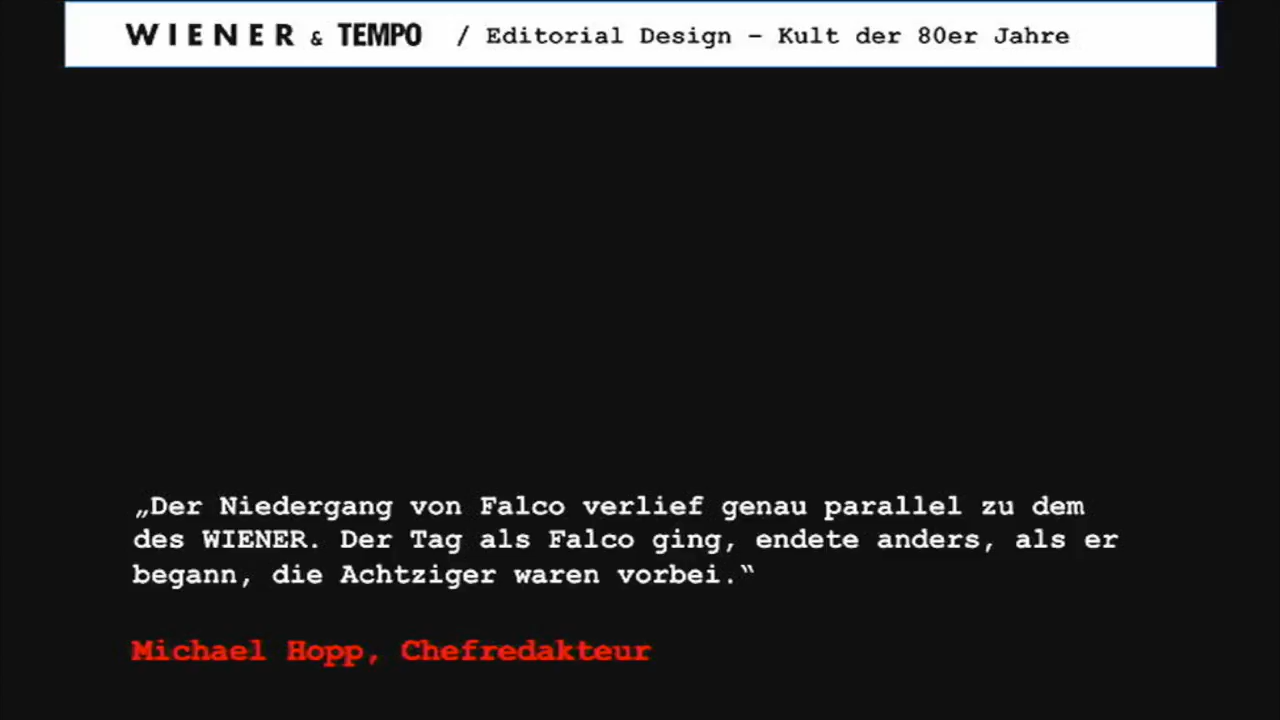 WIENER & TEMPO / Editorial Design – Kult der 80er Jahre
„Der Niedergang von Falco verlief genau parallel zu dem
des WIENER. Der Tag als Falco ging, endete anders, als er
begann, die Achtziger waren vorbei.“
Michael Hopp, Chefredakteur